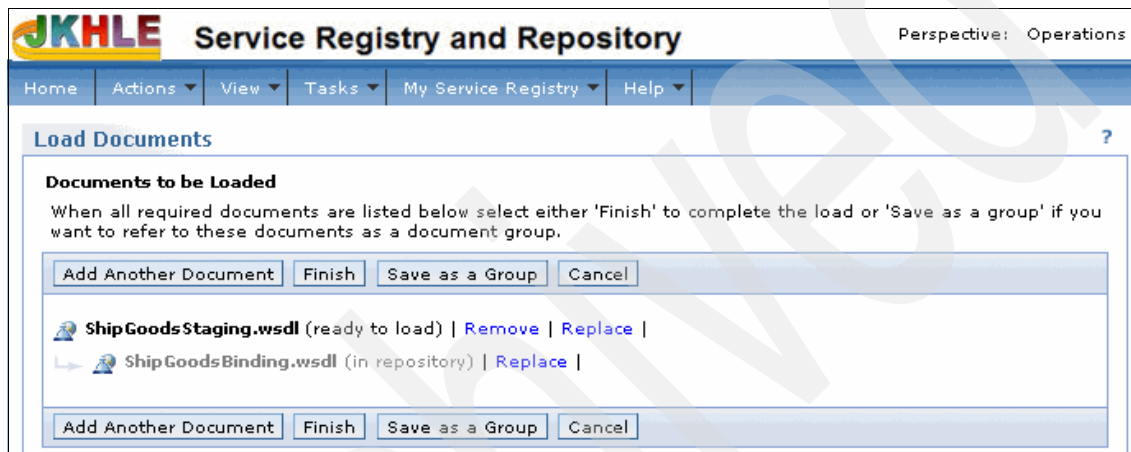 JKHLE Service Registry and Repository Perspective: Operations
Home Actions View Tasks My Service Registry Help
Load Documents ?
Documents to be Loaded
When all required documents are listed below select either 'Finish' to complete the load or 'Save as a group' if you
want to refer to these documents as a document group.
Add Another Document Finish Save as a Group Cancel
ShipGoodsStaging.wsdl (ready to load) | Remove | Replace |
ShipGoodsBinding.wsdl (in repository) | Replace |
Add Another Document Finish Save as a Group Cancel